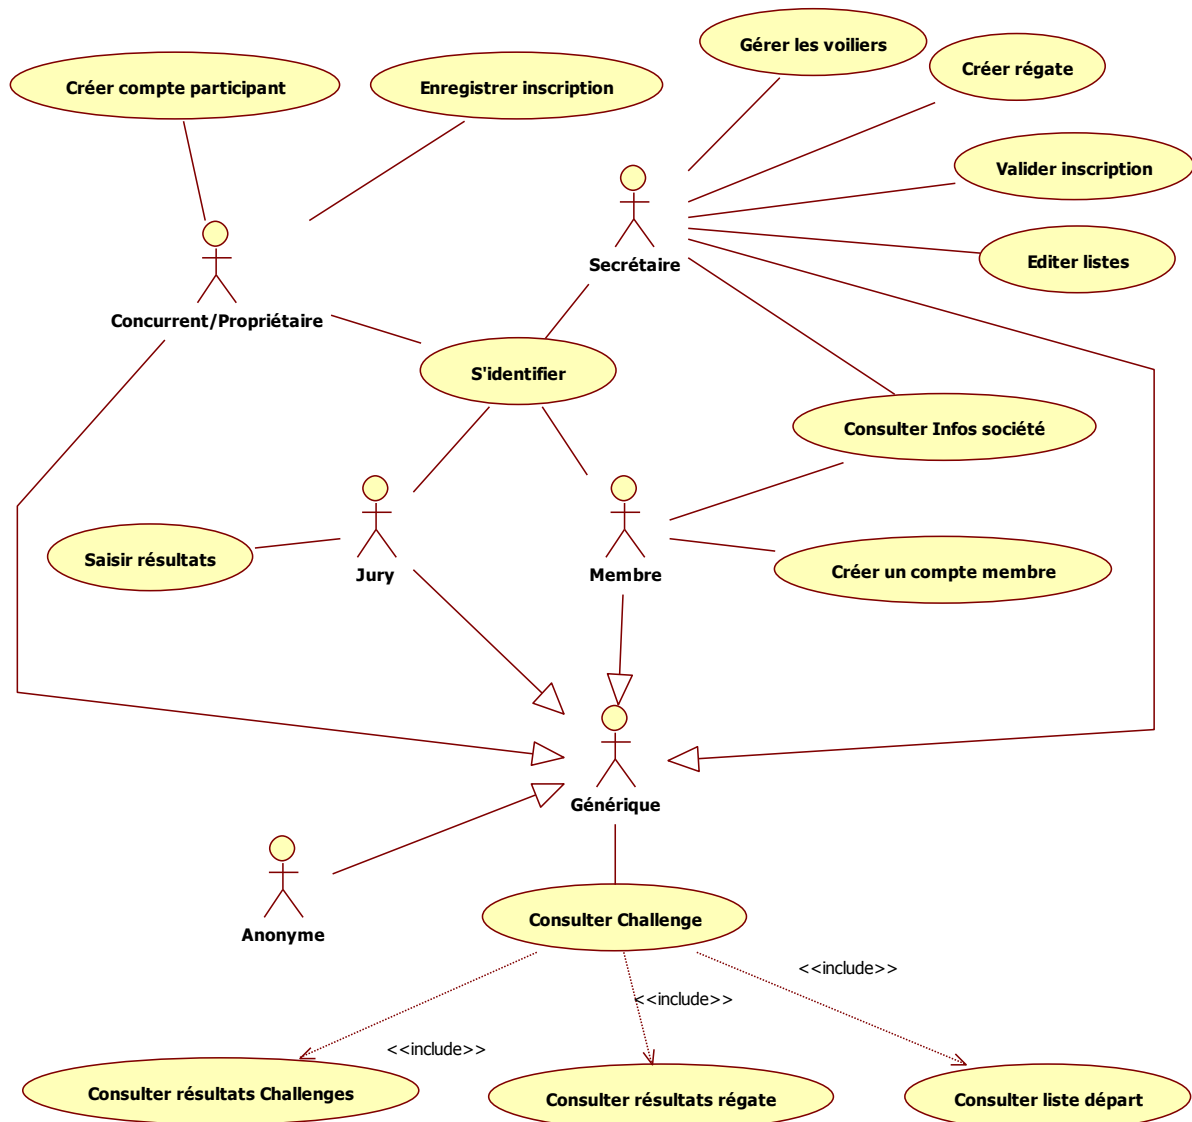 Gérer les voiliers
Créer régate
Créer compte participant
Enregistrer inscription
Valider inscription
Secrétaire
Editer listes
Concurrent/Propriétaire
S'identifier
Consulter Infos société
Saisir résultats
Jury
Membre
Créer un compte membre
Générique
Anonyme
Consulter Challenge
<<include>>
<<include>>
<<include>>
Consulter résultats Challenges
Consulter résultats régate
Consulter liste départ